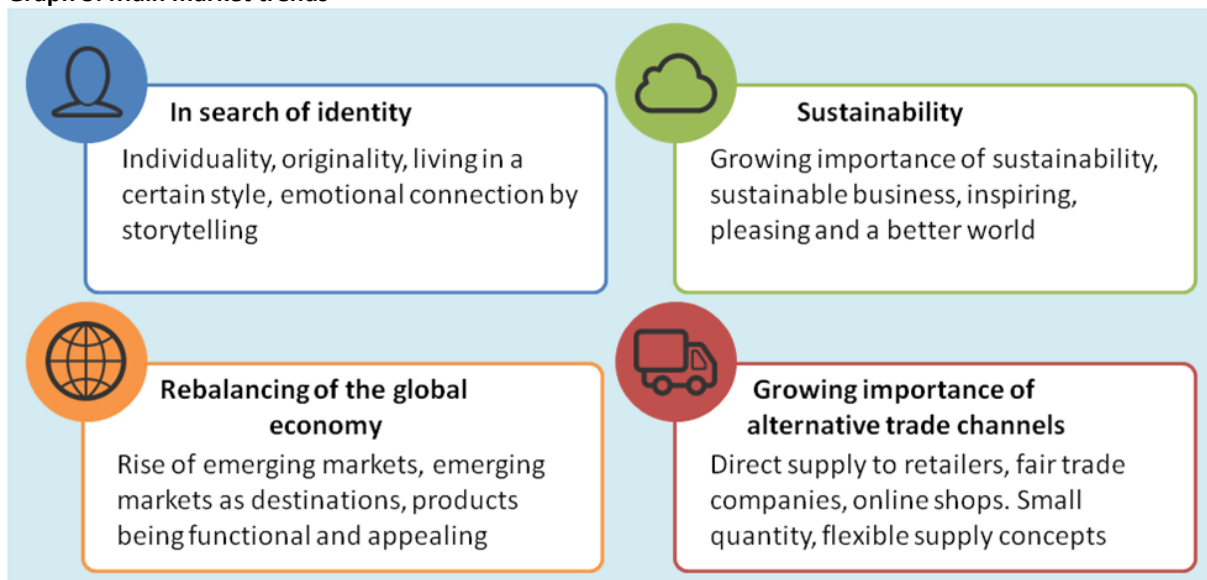 In search of identity
Individuality, originality, living in a
certain style, emotional connection by
storytelling
Sustainability
Growing importance of sustainability,
sustainable business, inspiring,
pleasing and a better world
Rebalancing of the global
economy
Rise of emerging markets, emerging
markets as destinations, products
being functional and appealing
Growing importance of
alternative trade channels
Direct supply to retailers, fair trade
companies, online shops. Small
quantity, flexible supply concepts